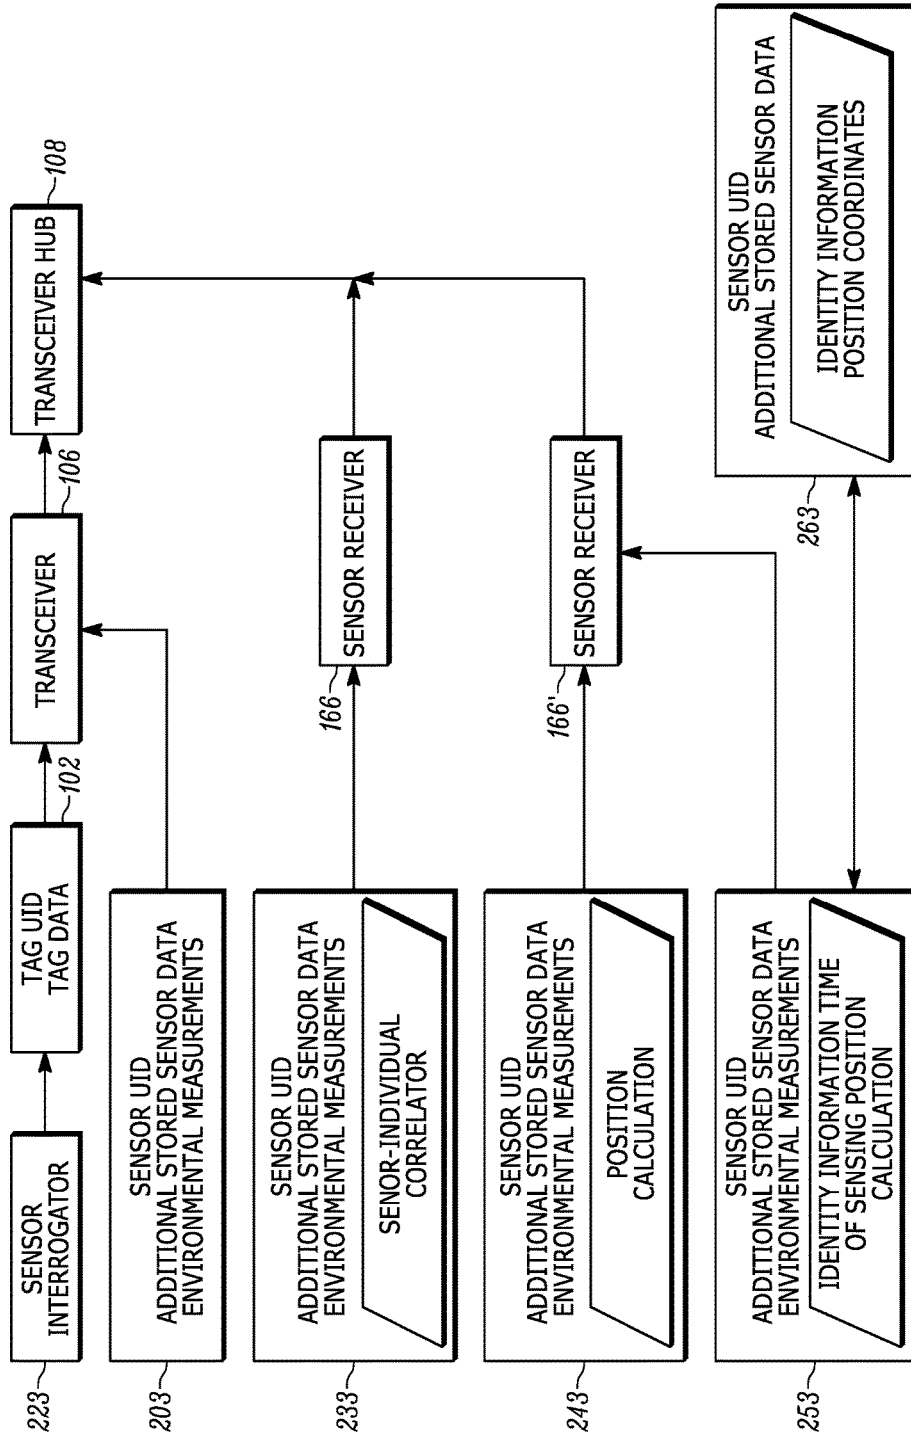 223
SENSOR
INTERROGATOR
TAG UID
TAG DATA
102
TRANSCEIVER
106
TRANSCEIVER HUB
108
203
SENSOR UID
ADDITIONAL STORED SENSOR DATA
ENVIRONMENTAL MEASUREMENTS
233
SENSOR UID
ADDITIONAL STORED SENSOR DATA
ENVIRONMENTAL MEASUREMENTS
SENOR-INDIVIDUAL
CORRELATOR
166
SENSOR RECEIVER
243
SENSOR UID
ADDITIONAL STORED SENSOR DATA
ENVIRONMENTAL MEASUREMENTS
POSITION
CALCULATION
166'
SENSOR RECEIVER
253
SENSOR UID
ADDITIONAL STORED SENSOR DATA
ENVIRONMENTAL MEASUREMENTS
IDENTITY INFORMATION TIME
OF SENSING POSITION
CALCULATION
263
SENSOR UID
ADDITIONAL STORED SENSOR DATA
IDENTITY INFORMATION
POSITION COORDINATES